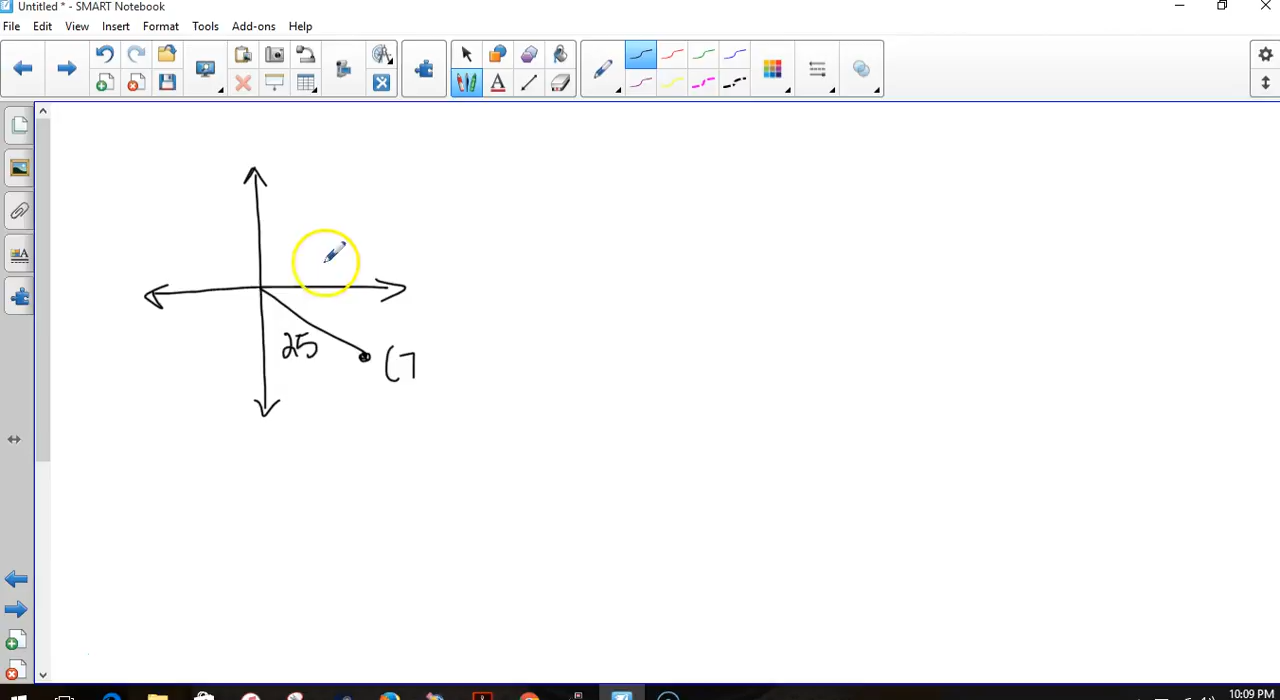 Untitled * - SMART Notebook
File Edit View Insert Format Tools Add-ons Help
25
(7
10:09 PM